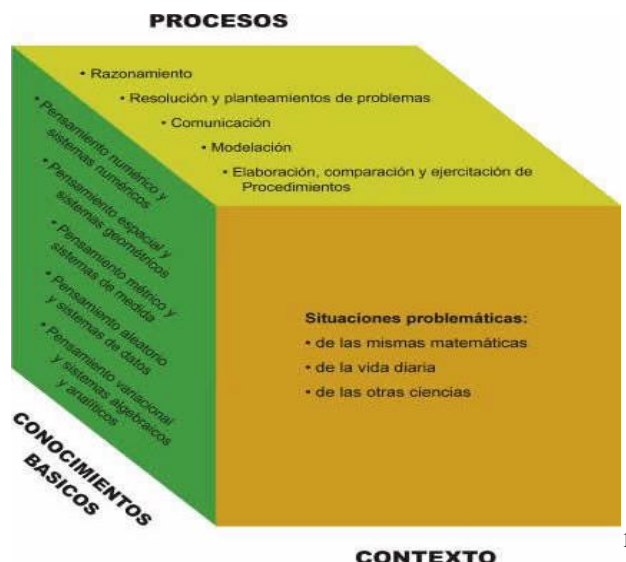 PROCESOS
• Razonamiento
• Resolución y planteamientos de problemas
• Comunicación
• Modelación
• Elaboración, comparación y ejercitación de
Procedimientos
• Pensamiento numérico y
sistemas numéricos
• Pensamiento espacial y
sistemas geométricos
• Pensamiento métrico y
sistemas de medida
• Pensamiento aleatorio
y sistemas de datos
• Pensamiento variacional
y sistemas algebraicos
y analíticos
CONOCIMIENTOS
BASICOS
Situaciones problemáticas:
• de las mismas matemáticas
• de la vida diaria
• de las otras ciencias
CONTEXTO